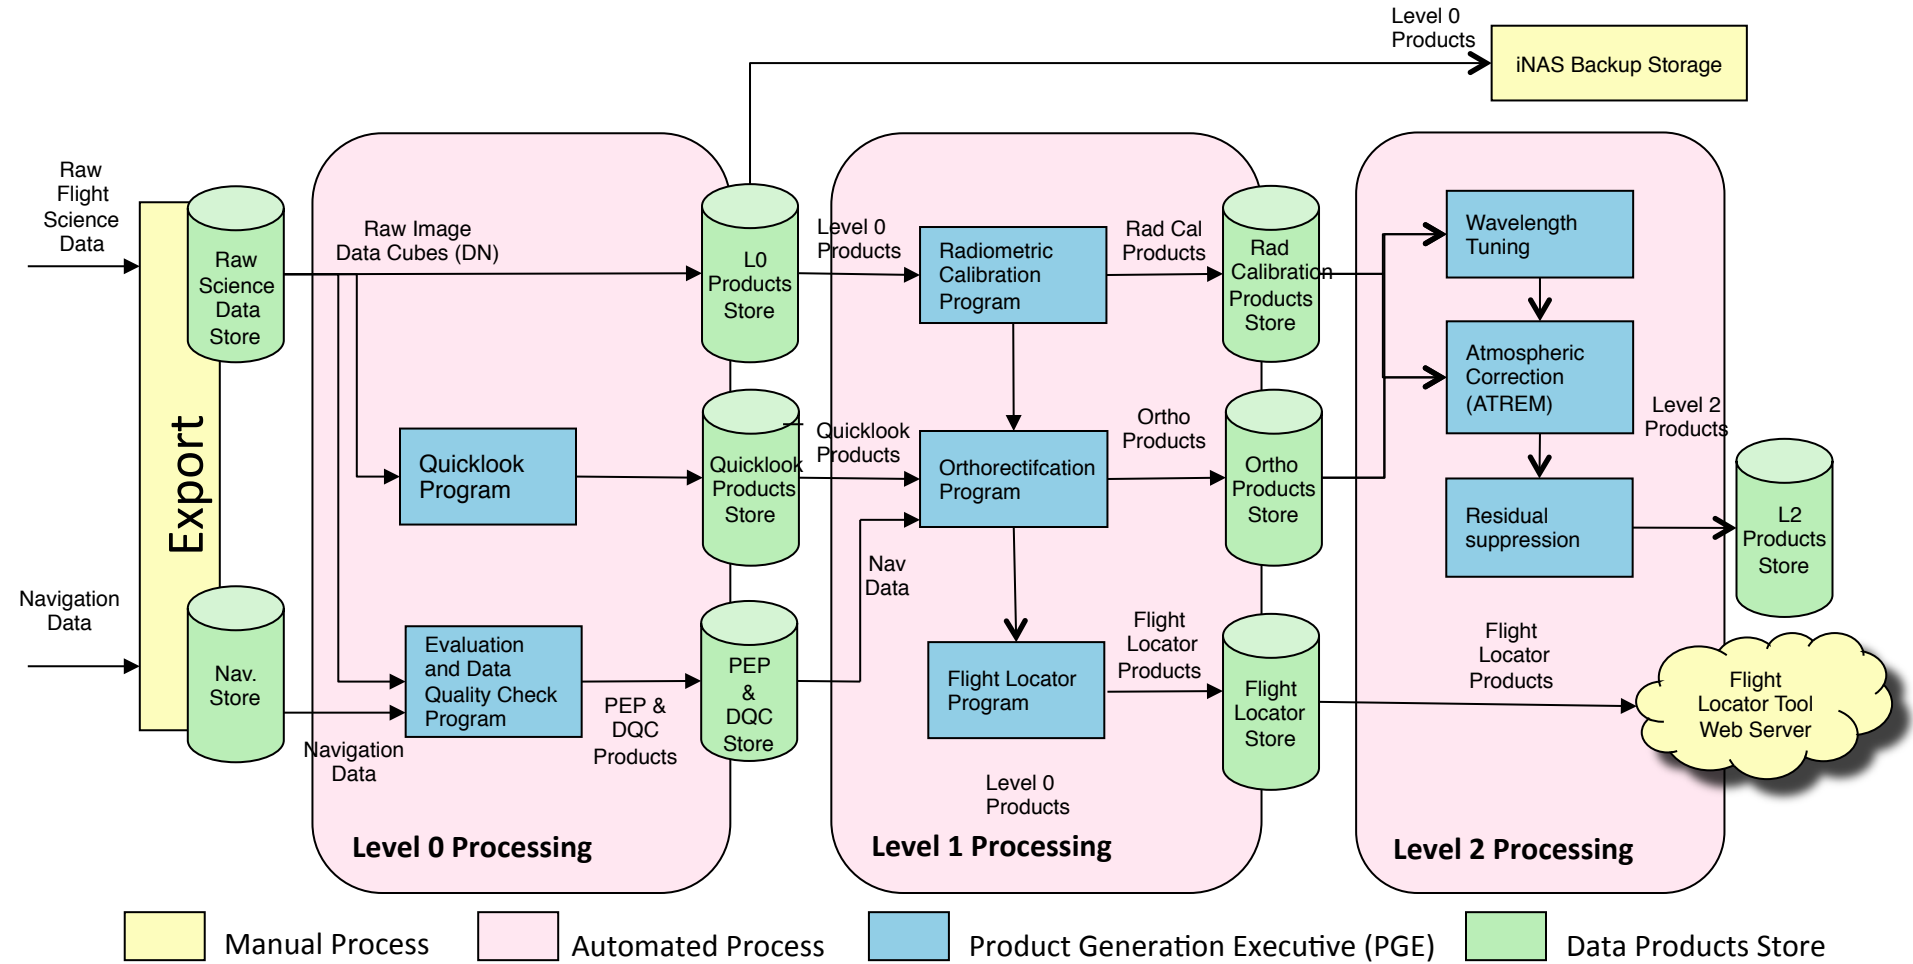 Level 0
Products
iNAS Backup Storage
Raw
Flight
Science
Data
Raw
Science
Data
Store
Export
Navigation
Data
Nav.
Store
Raw Image
Data Cubes (DN)
Quicklook
Program
Evaluation
and Data
Quality Check
Program
Navigation
Data
PEP &
DQC
Products
Level 0 Processing
L0
Products
Store
Quicklook
Products
Store
PEP
&
DQC
Store
Level 0
Products
Quicklook
Products
Nav
Data
Radiometric
Calibration
Program
Orthorectifcation
Program
Flight Locator
Program
Rad Cal
Products
Ortho
Products
Flight
Locator
Products
Level 0
Products
Level 1 Processing
Rad
Calibration
Products
Store
Ortho
Products
Store
Flight
Locator
Store
Wavelength
Tuning
Atmospheric
Correction
(ATREM)
Residual
suppression
Level 2
Products
L2
Products
Store
Flight
Locator
Products
Flight
Locator Tool
Web Server
Level 2 Processing
Manual Process
Automated Process
Product Generation Executive (PGE)
Data Products Store